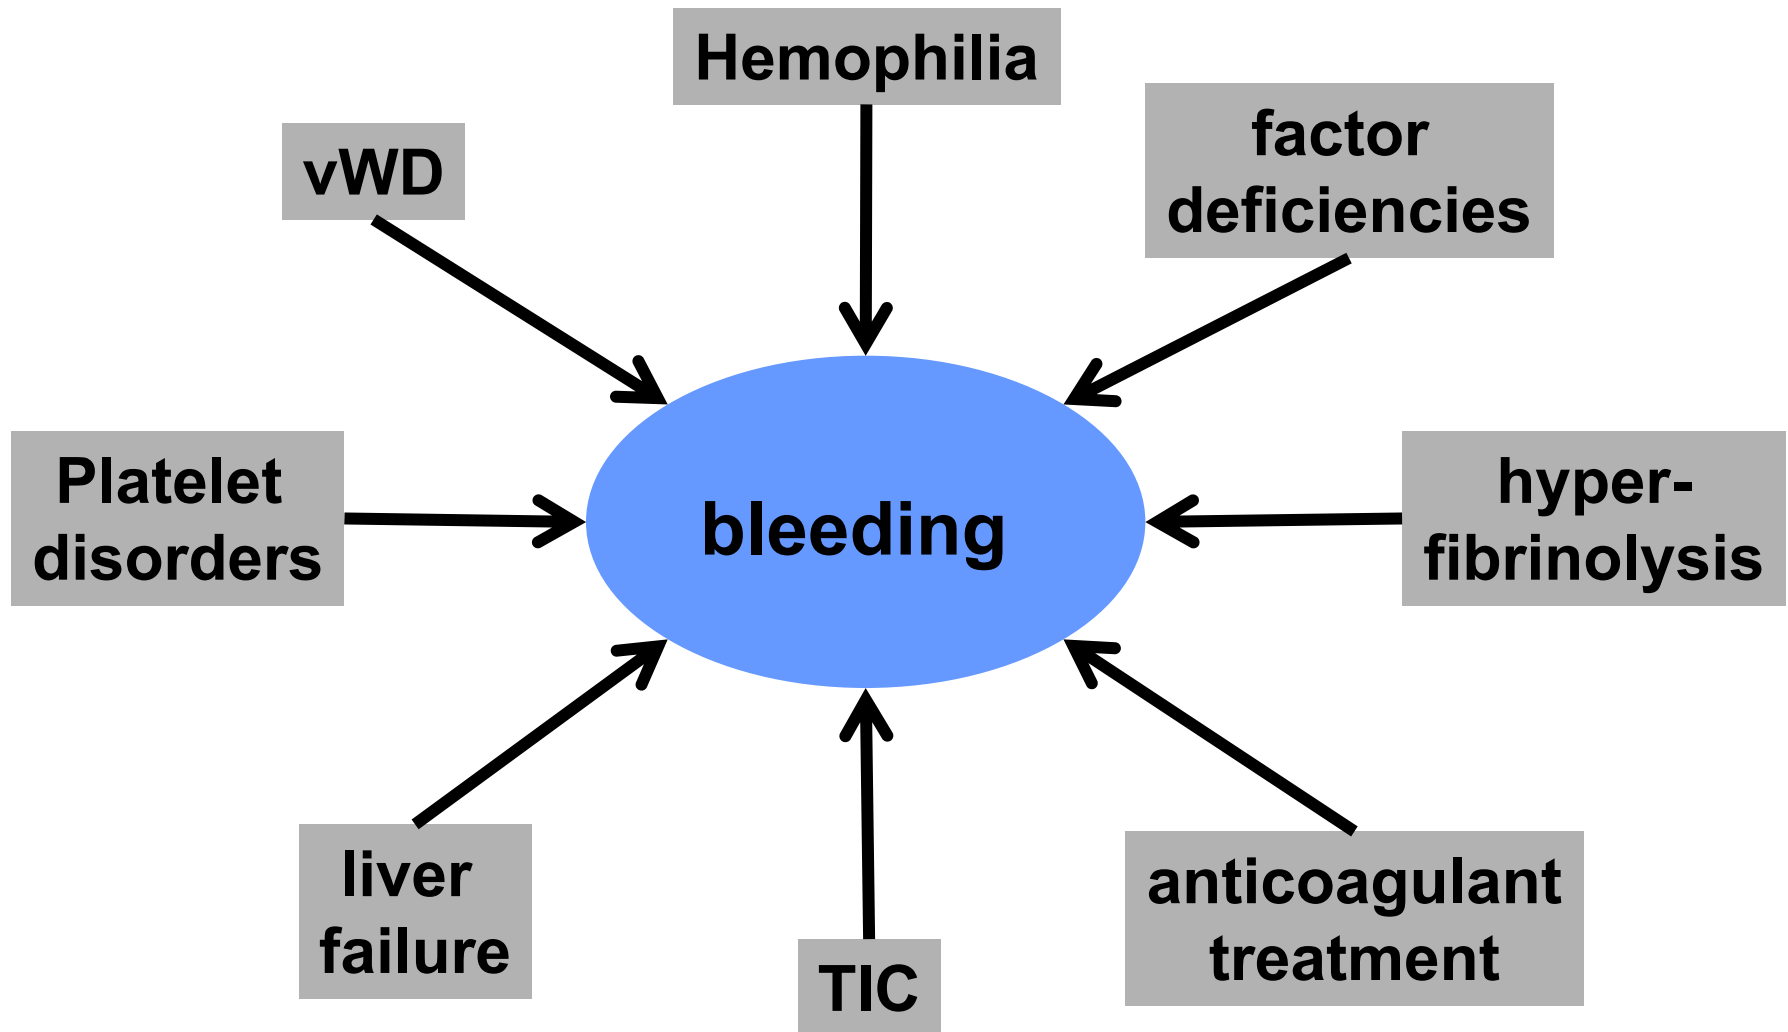 Hemophilia
factor
deficiencies
vWD
Platelet
disorders
bleeding
hyper-
fibrinolysis
liver
failure
TIC
anticoagulant
treatment